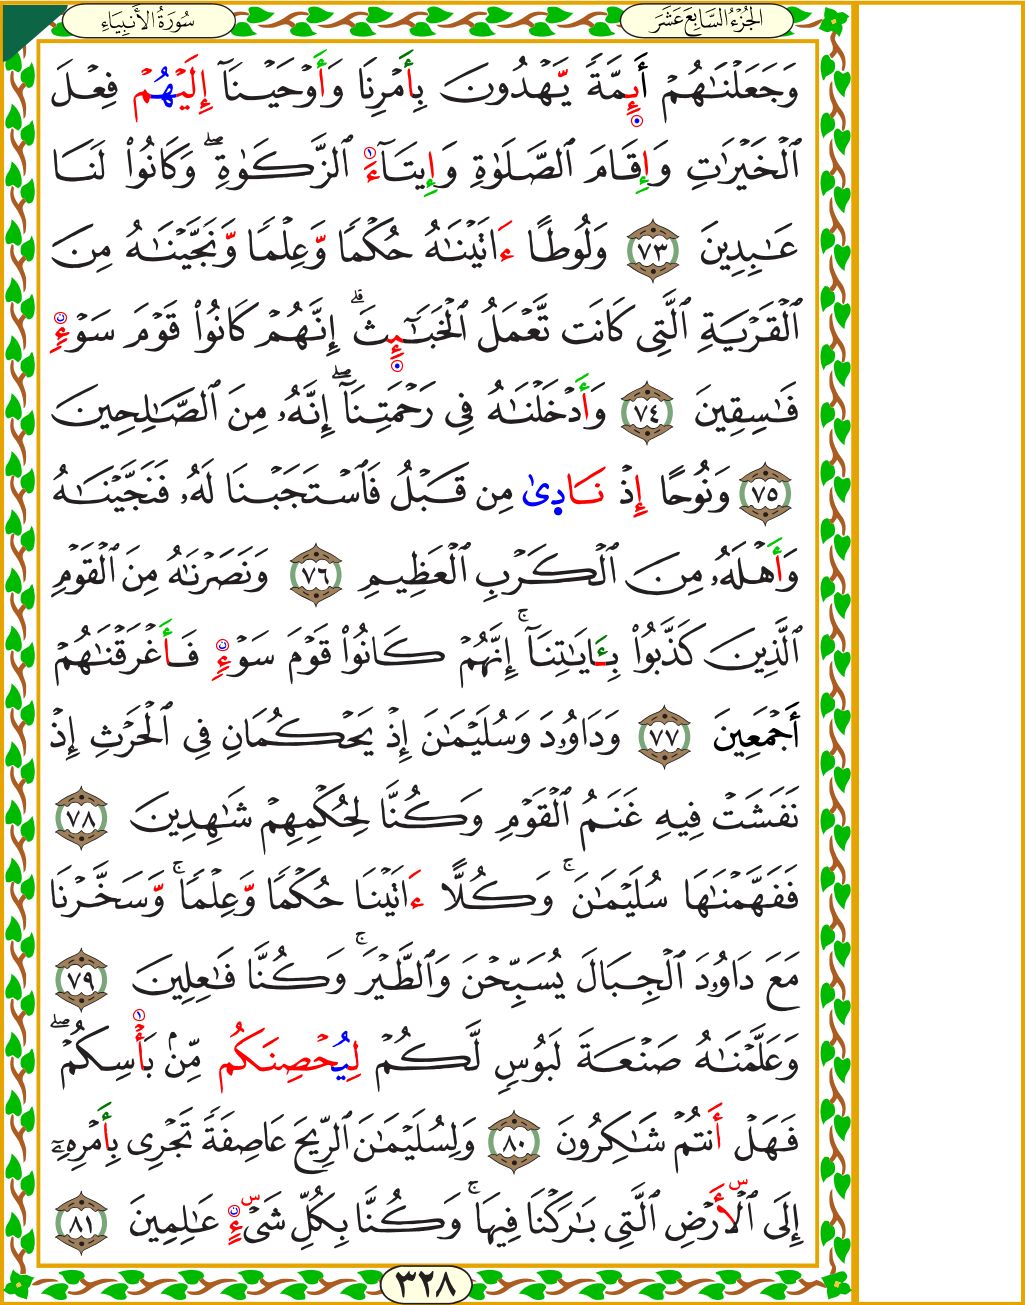 الجُزْءُ السَّابِعَ عَشَرَ
سُورَةُ الأَنبِيَاءِ
وَجَعَلْنَٰهُمْ أَئِمَّةً يَهْدُونَ بِأَمْرِنَا وَأَوْحَيْنَآ إِلَيْهُمْ فِعْلَ
ٱلْخَيْرَٰتِ وَإِقَامَ ٱلصَّلَوٰةِ وَإِيتَآءَ ٱلزَّكَوٰةِ ۖ وَكَانُوا۟ لَنَا
عَٰبِدِينَ ٧٣ وَلُوطًا ءَاتَيْنَٰهُ حُكْمًا وَّعِلْمًا وَّنَجَّيْنَٰهُ مِنَ
ٱلْقَرْيَةِ ٱلَّتِى كَانَت تَّعْمَلُ ٱلْخَبَٰٓئِثَ ۗ إِنَّهُمْ كَانُوا۟ قَوْمَ سَوْءٍ
فَٰسِقِينَ ٧٤ وَأَدْخَلْنَٰهُ فِى رَحْمَتِنَآ ۖ إِنَّهُۥ مِنَ ٱلصَّٰلِحِينَ
٧٥ وَنُوحًا إِذْ نَادِىٰ مِن قَبْلُ فَٱسْتَجَبْنَا لَهُۥ فَنَجَّيْنَٰهُ
وَأَهْلَهُۥ مِنَ ٱلْكَرْبِ ٱلْعَظِيمِ ٧٦ وَنَصَرْنَٰهُ مِنَ ٱلْقَوْمِ
ٱلَّذِينَ كَذَّبُوا۟ بِـَٔايَٰتِنَآ ۚ إِنَّهُمْ كَانُوا۟ قَوْمَ سَوْءٍ فَأَغْرَقْنَٰهُمْ
أَجْمَعِينَ ٧٧ وَدَاوُۥدَ وَسُلَيْمَٰنَ إِذْ يَحْكُمَانِ فِى ٱلْحَرْثِ إِذْ
نَفَشَتْ فِيهِ غَنَمُ ٱلْقَوْمِ وَكُنَّا لِحُكْمِهِمْ شَٰهِدِينَ ٧٨
فَفَهَّمْنَٰهَا سُلَيْمَٰنَ ۚ وَكُلًّا ءَاتَيْنَا حُكْمًا وَّعِلْمًا ۚ وَّسَخَّرْنَا
مَعَ دَاوُۥدَ ٱلْجِبَالَ يُسَبِّحْنَ وَٱلطَّيْرَ ۚ وَكُنَّا فَٰعِلِينَ ٧٩
وَعَلَّمْنَٰهُ صَنْعَةَ لَبُوسٍ لَّكُمْ لِيُحْصِنَكُم مِّنۢ بَأْسِكُمْ ۖ
فَهَلْ أَنتُمْ شَٰكِرُونَ ٨٠ وَلِسُلَيْمَٰنَ ٱلرِّيحَ عَاصِفَةً تَجْرِى بِأَمْرِهِۦٓ
إِلَى ٱلْأَرْضِ ٱلَّتِى بَٰرَكْنَا فِيهَا ۚ وَكُنَّا بِكُلِّ شَىْءٍ عَٰلِمِينَ ٨١
٣٢٨